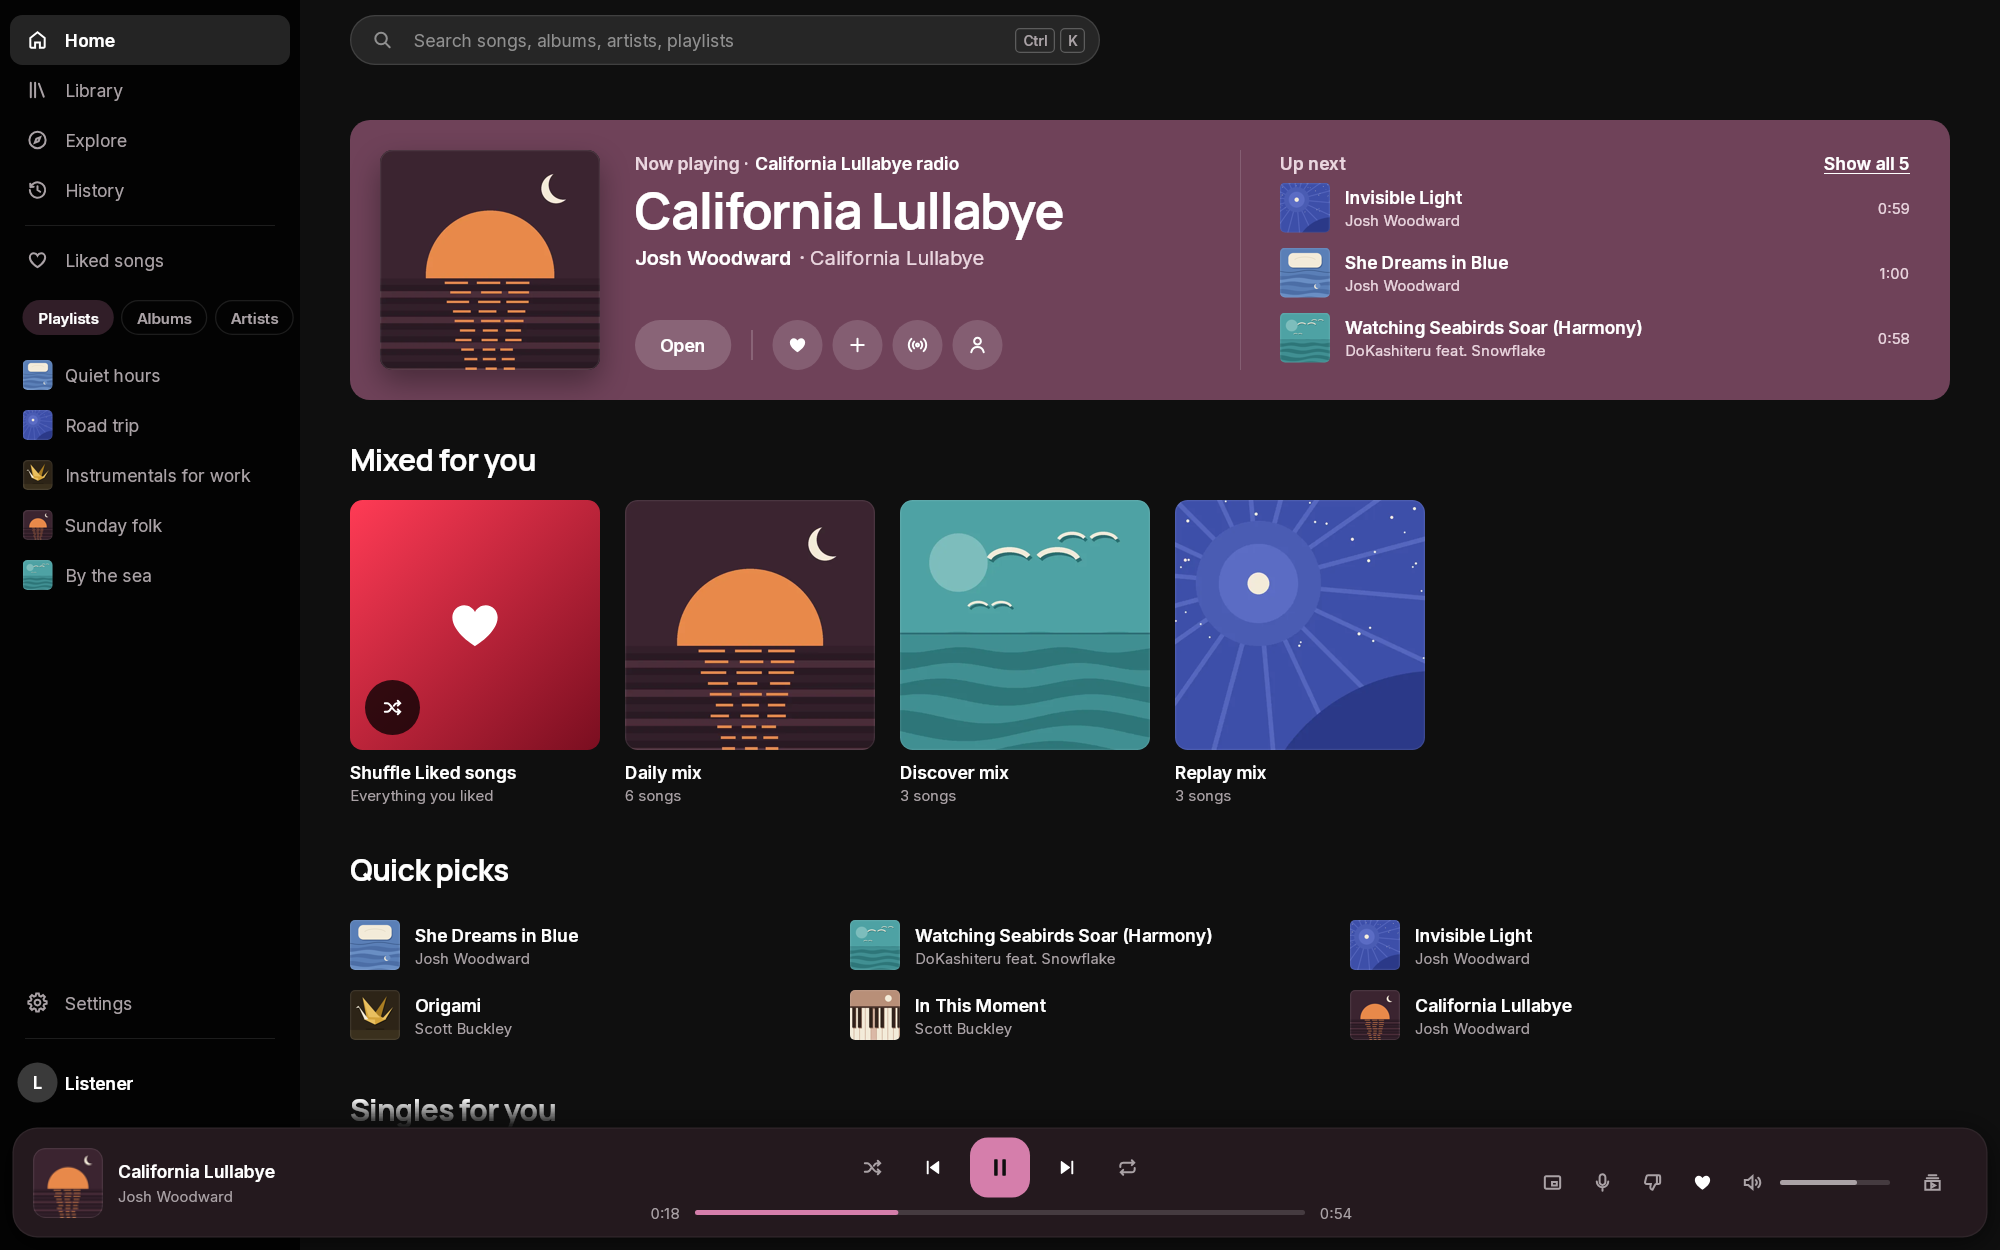 Home
Library
Explore
History
Liked songs
Playlists
Albums
Artists
Quiet hours
Road trip
Instrumentals for work
Sunday folk
By the sea
Settings
L
Listener
Search songs, albums, artists, playlists
Ctrl
K
Now playing · California Lullabye radio
California Lullabye
Josh Woodward · California Lullabye
Open
Up next
Show all 5
Invisible Light
Josh Woodward
0:59
She Dreams in Blue
Josh Woodward
1:00
Watching Seabirds Soar (Harmony)
DoKashiteru feat. Snowflake
0:58
Mixed for you
Shuffle Liked songs
Everything you liked
Daily mix
6 songs
Discover mix
3 songs
Replay mix
3 songs
Quick picks
She Dreams in Blue
Josh Woodward
Watching Seabirds Soar (Harmony)
DoKashiteru feat. Snowflake
Invisible Light
Josh Woodward
Origami
Scott Buckley
In This Moment
Scott Buckley
California Lullabye
Josh Woodward
Singles for you
California Lullabye
Josh Woodward
0:18
0:54